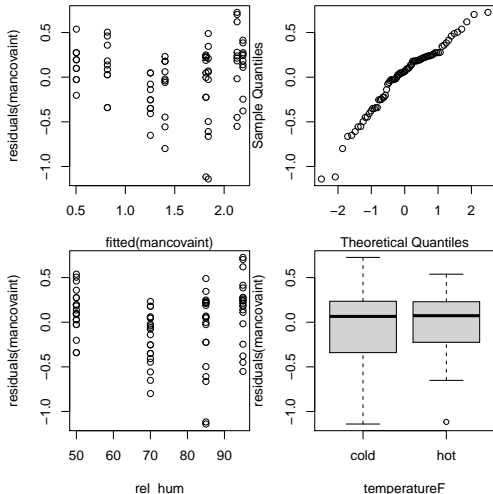 residuals(mancovaint)
0.5
0.0
−0.5
−1.0
0.5 1.0 1.5 2.0
fitted(mancovaint)
Sample Quantiles
0.5
0.0
−0.5
−1.0
−2 −1 0 1 2
Theoretical Quantiles
residuals(mancovaint)
0.5
0.0
−0.5
−1.0
50 60 70 80 90
rel_hum
residuals(mancovaint)
0.5
0.0
−0.5
−1.0
cold hot
temperatureF